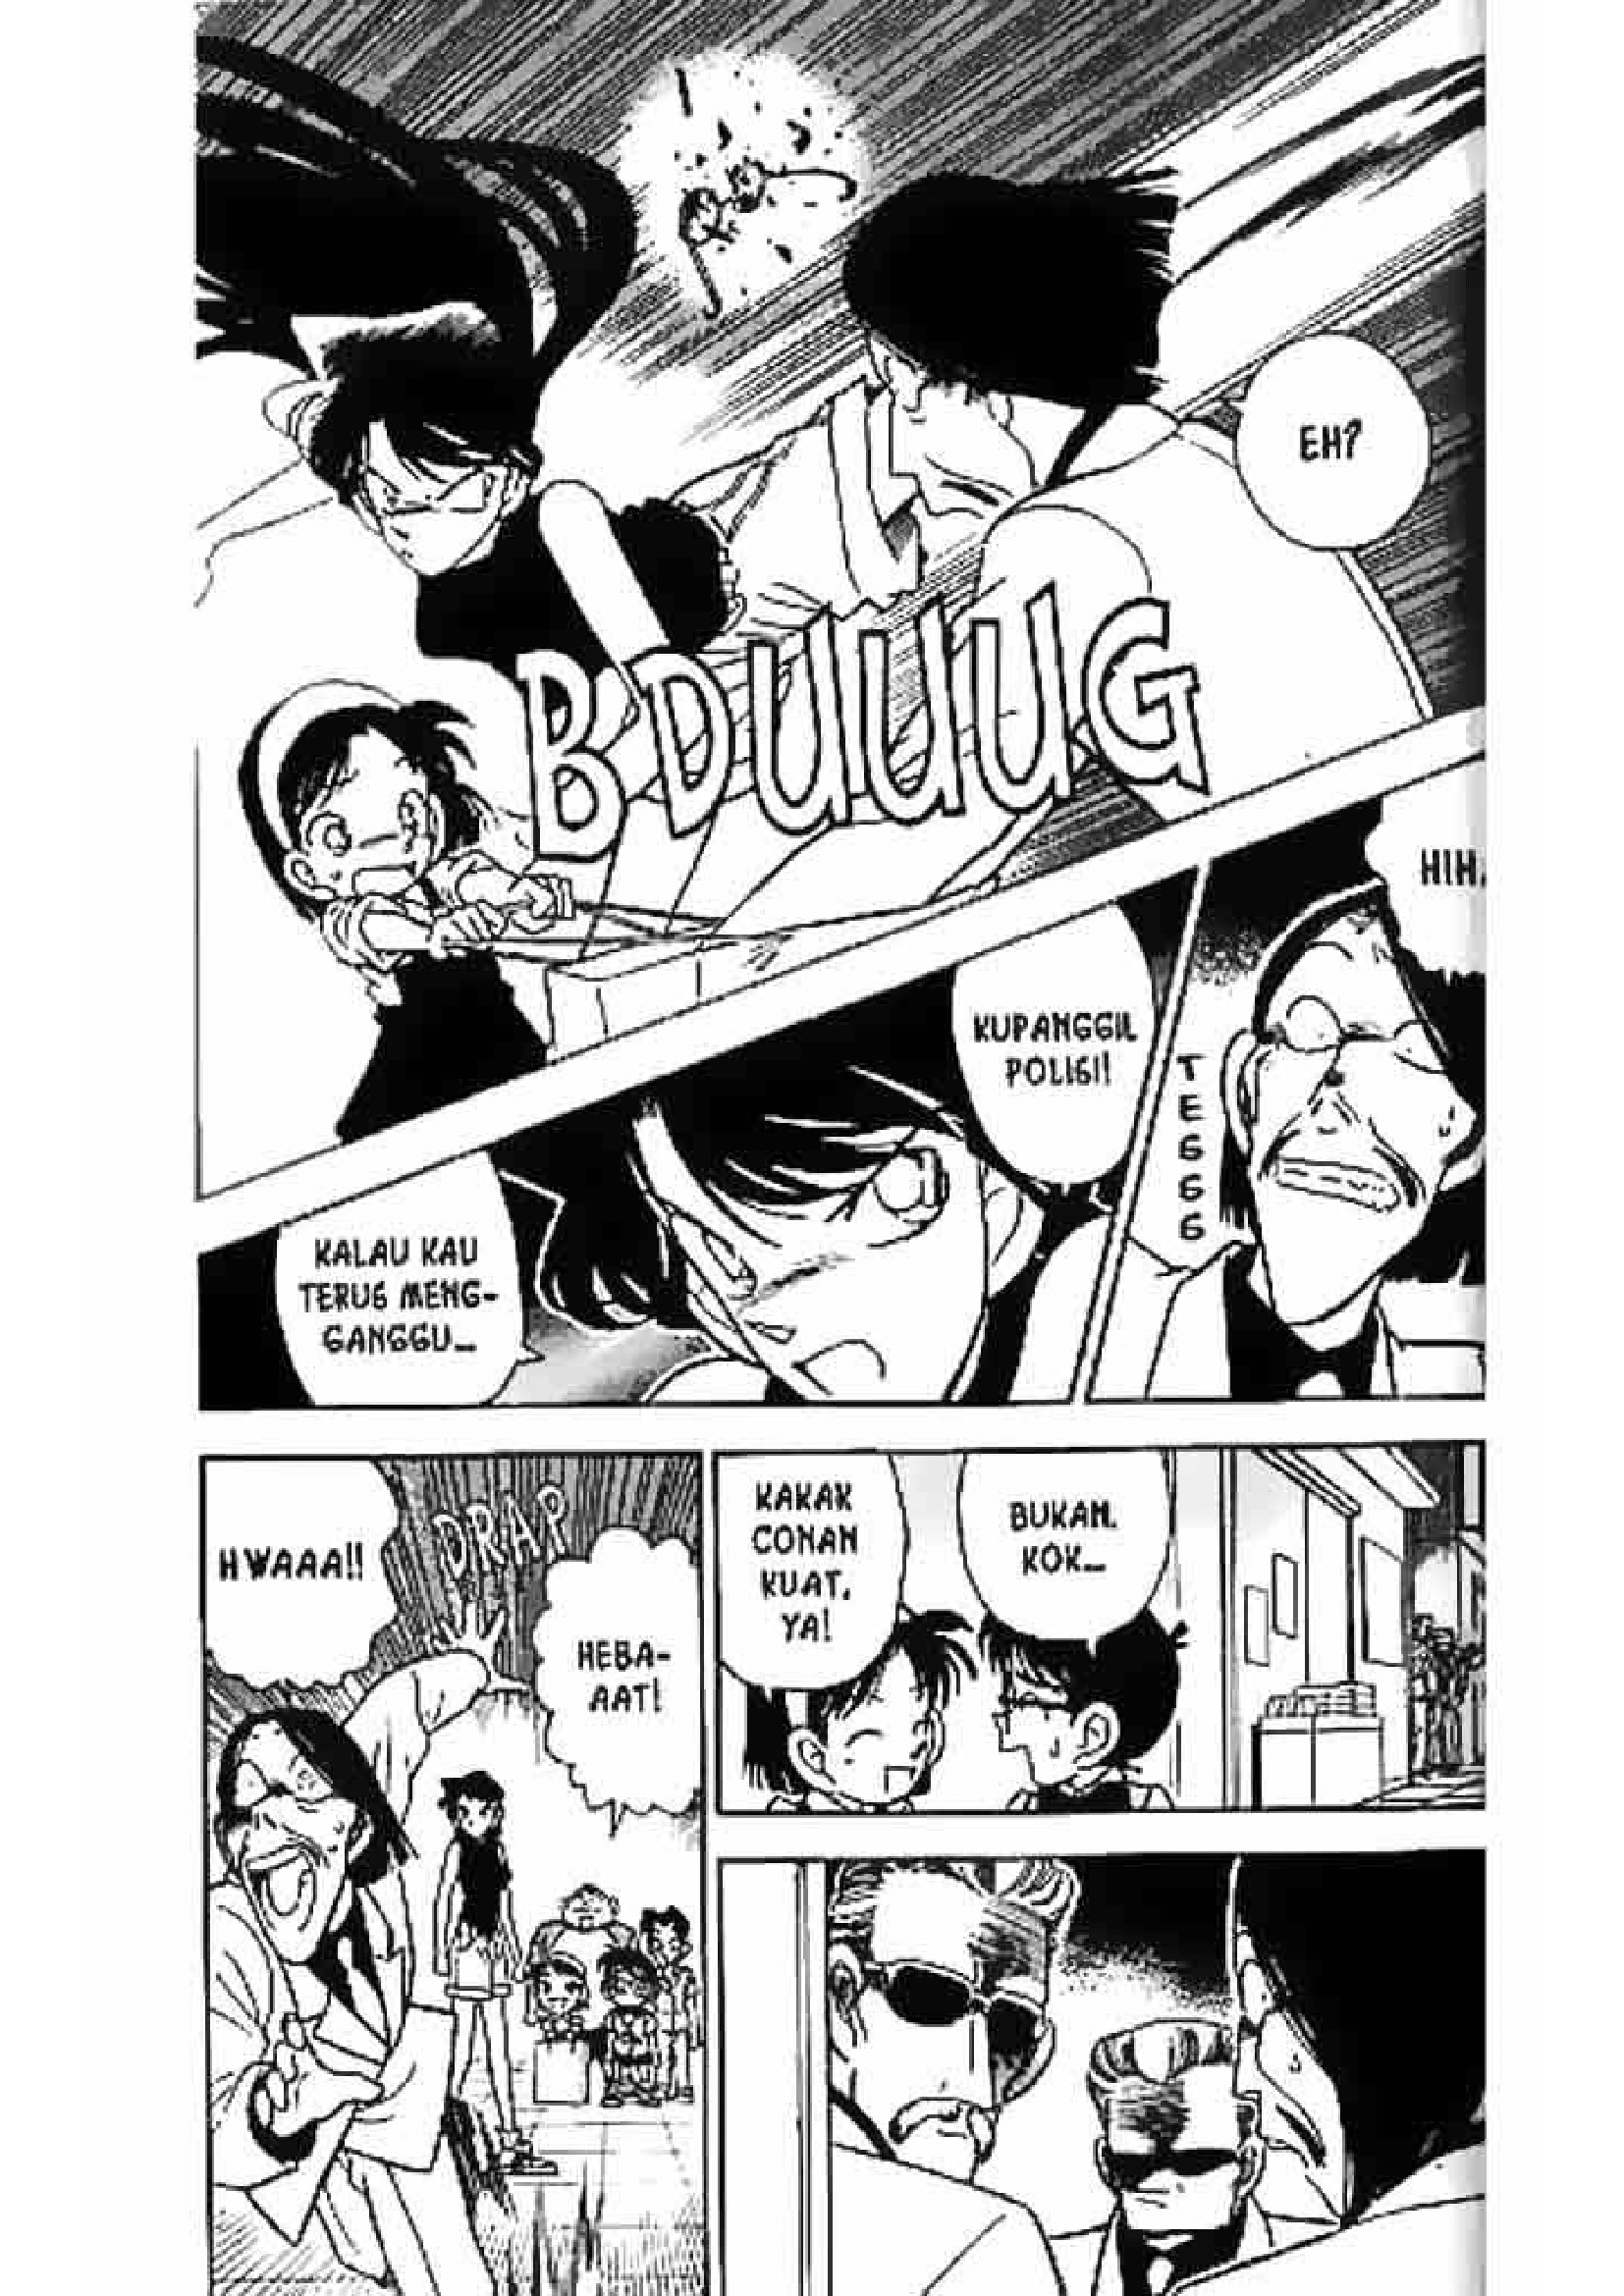 EH?
BDUUUG
HIH.
TEGGG
KUPANGGIL
POLISI!
KALAU KAU
TERUS MENG-
GANGGU...
BUKAN.
KOK...
KAKAK
CONAN
KUAT.
YA!
HEBA-
AAT!
DRAP
HWAAA!!